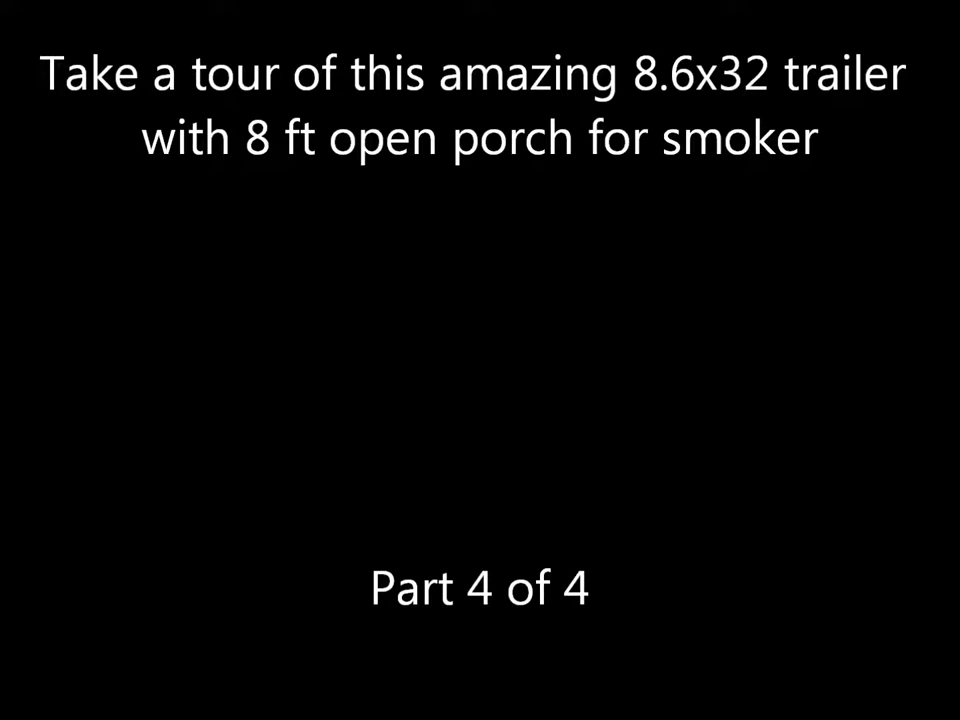 Take a tour of this amazing 8.6x32 trailer
with 8 ft open porch for smoker
Part 4 of 4